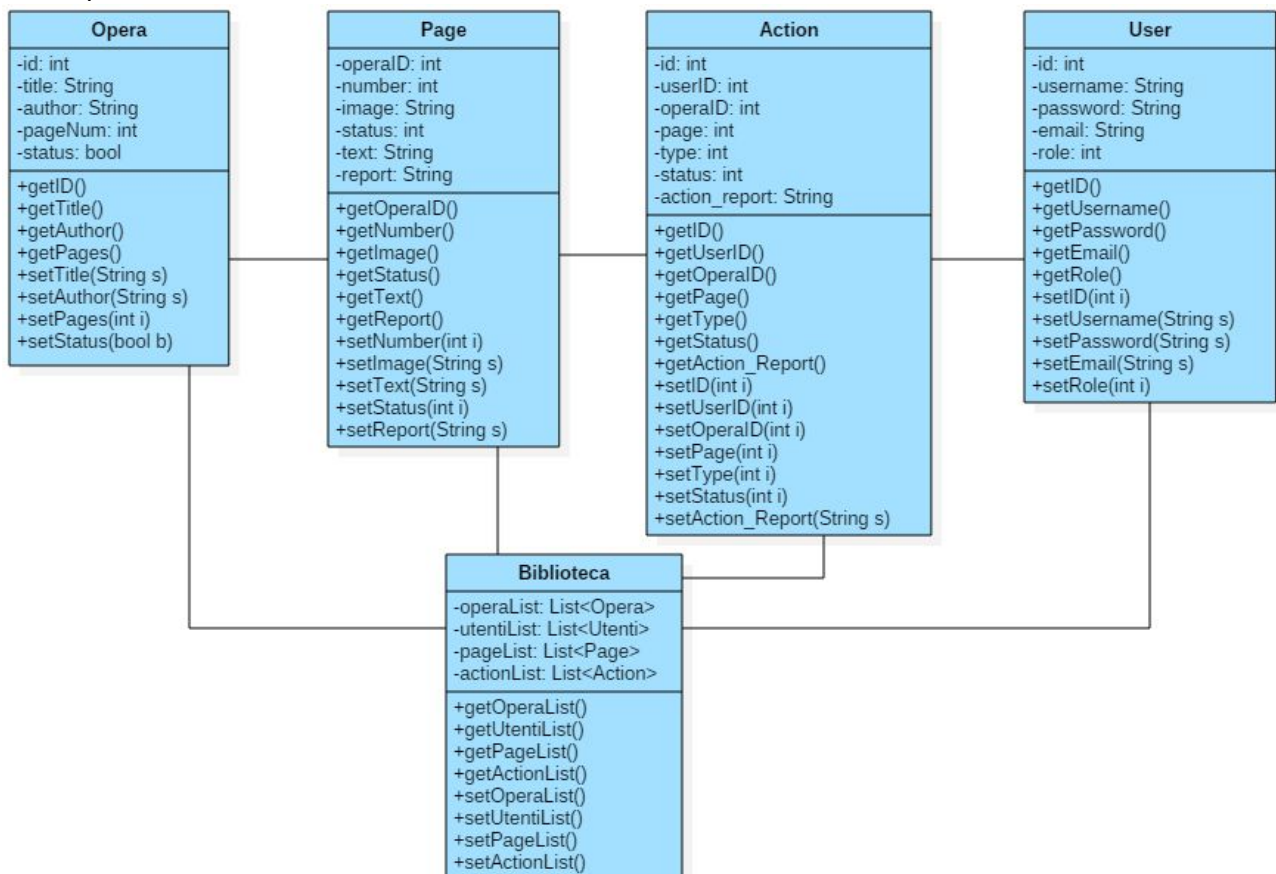 Opera
-id: int
-title: String
-author: String
-pageNum: int
-status: bool
+getID()
+getTitle()
+getAuthor()
+getPages()
+setTitle(String s)
+setAuthor(String s)
+setPages(int i)
+setStatus(bool b)
Page
-operaID: int
-number: int
-image: String
-status: int
-text: String
-report: String
+getOperaID()
+getNumber()
+getImage()
+getStatus()
+getText()
+getReport()
+setNumber(int i)
+setImage(String s)
+setText(String s)
+setStatus(int i)
+setReport(String s)
Action
-id: int
-userID: int
-operaID: int
-page: int
-type: int
-status: int
-action_report: String
+getID()
+getUserID()
+getOperaID()
+getPage()
+getType()
+getStatus()
+getAction_Report()
+setID(int i)
+setUserID(int i)
+setOperaID(int i)
+setPage(int i)
+setType(int i)
+setStatus(int i)
+setAction_Report(String s)
User
-id: int
-username: String
-password: String
-email: String
-role: int
+getID()
+getUsername()
+getPassword()
+getEmail()
+getRole()
+setID(int i)
+setUsername(String s)
+setPassword(String s)
+setEmail(String s)
+setRole(int i)
Biblioteca
-operaList: List<Opera>
-utentiList: List<Utenti>
-pageList: List<Page>
-actionList: List<Action>
+getOperaList()
+getUtentiList()
+getPageList()
+getActionList()
+setOperaList()
+setUtentiList()
+setPageList()
+setActionList()